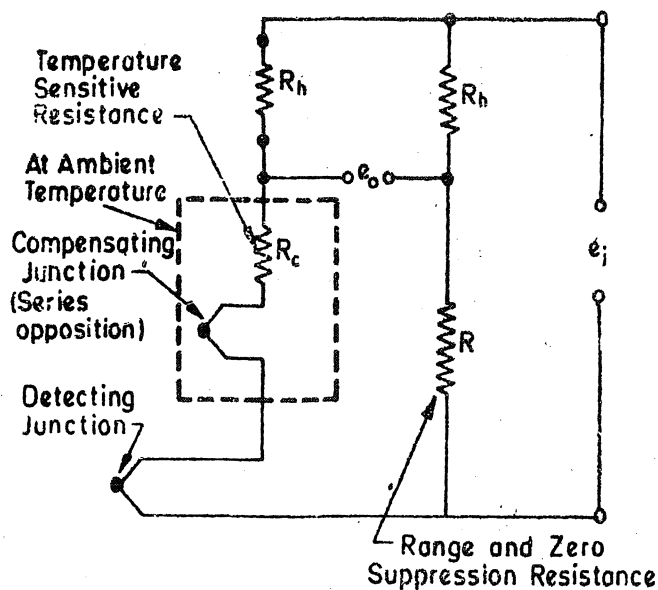 Temperature
Sensitive
Resistance
R_h
R_h
At Ambient
Temperature
e_o
Compensating
Junction
(Series
opposition)
R_c
e_i
R
Detecting
Junction
Range and Zero
Suppression Resistance